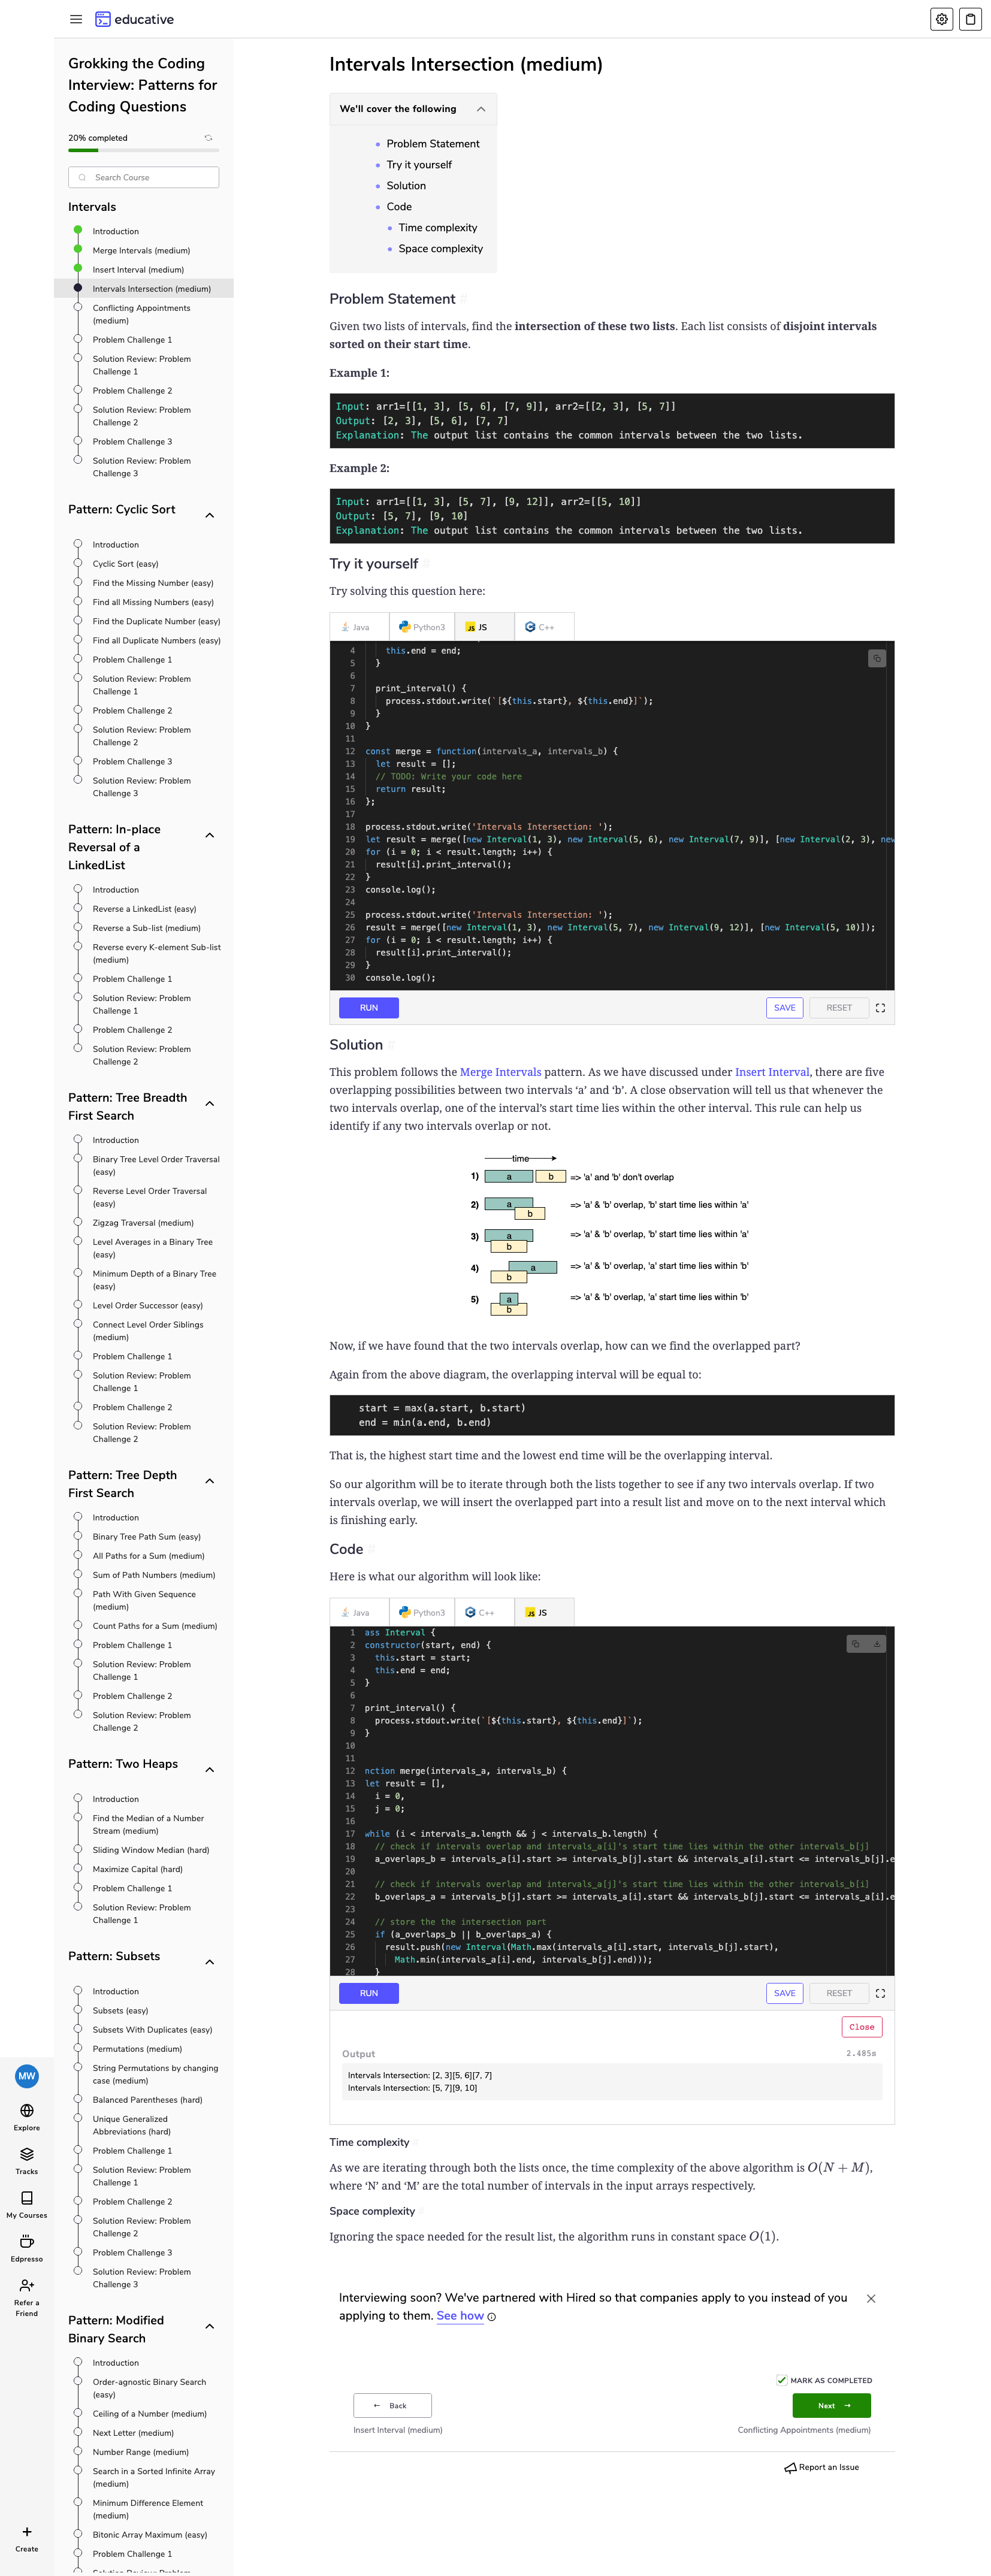 educative
Grokking the Coding
Interview: Patterns for
Coding Questions
20% completed
Search Course
Intervals
Introduction
Merge Intervals (medium)
Insert Interval (medium)
Intervals Intersection (medium)
Conflicting Appointments
(medium)
Problem Challenge 1
Solution Review: Problem
Challenge 1
Problem Challenge 2
Solution Review: Problem
Challenge 2
Problem Challenge 3
Solution Review: Problem
Challenge 3
Pattern: Cyclic Sort
Introduction
Cyclic Sort (easy)
Find the Missing Number (easy)
Find all Missing Numbers (easy)
Find the Duplicate Number (easy)
Find all Duplicate Numbers (easy)
Problem Challenge 1
Solution Review: Problem
Challenge 1
Problem Challenge 2
Solution Review: Problem
Challenge 2
Problem Challenge 3
Solution Review: Problem
Challenge 3
Pattern: In-place
Reversal of a
LinkedList
Introduction
Reverse a LinkedList (easy)
Reverse a Sub-list (medium)
Reverse every K-element Sub-list
(medium)
Problem Challenge 1
Solution Review: Problem
Challenge 1
Problem Challenge 2
Solution Review: Problem
Challenge 2
Pattern: Tree Breadth
First Search
Introduction
Binary Tree Level Order Traversal
(easy)
Reverse Level Order Traversal
(easy)
Zigzag Traversal (medium)
Level Averages in a Binary Tree
(easy)
Minimum Depth of a Binary Tree
(easy)
Level Order Successor (easy)
Connect Level Order Siblings
(medium)
Problem Challenge 1
Solution Review: Problem
Challenge 1
Problem Challenge 2
Solution Review: Problem
Challenge 2
Pattern: Tree Depth
First Search
Introduction
Binary Tree Path Sum (easy)
All Paths for a Sum (medium)
Sum of Path Numbers (medium)
Path With Given Sequence
(medium)
Count Paths for a Sum (medium)
Problem Challenge 1
Solution Review: Problem
Challenge 1
Problem Challenge 2
Solution Review: Problem
Challenge 2
Pattern: Two Heaps
Introduction
Find the Median of a Number
Stream (medium)
Sliding Window Median (hard)
Maximize Capital (hard)
Problem Challenge 1
Solution Review: Problem
Challenge 1
Pattern: Subsets
Introduction
Subsets (easy)
Subsets With Duplicates (easy)
Permutations (medium)
String Permutations by changing
case (medium)
Balanced Parentheses (hard)
Unique Generalized
Abbreviations (hard)
Problem Challenge 1
Solution Review: Problem
Challenge 1
Problem Challenge 2
Solution Review: Problem
Challenge 2
Problem Challenge 3
Solution Review: Problem
Challenge 3
Pattern: Modified
Binary Search
Introduction
Order-agnostic Binary Search
(easy)
Ceiling of a Number (medium)
Next Letter (medium)
Number Range (medium)
Search in a Sorted Infinite Array
(medium)
Minimum Difference Element
(medium)
Bitonic Array Maximum (easy)
Problem Challenge 1
MW
Explore
Tracks
My Courses
Edpresso
Refer a
Friend
Create
Intervals Intersection (medium)
We'll cover the following
Problem Statement
Try it yourself
Solution
Code
Time complexity
Space complexity
Problem Statement #
Given two lists of intervals, find the intersection of these two lists. Each list consists of disjoint intervals
sorted on their start time.
Example 1:
Input: arr1=[[1, 3], [5, 6], [7, 9]], arr2=[[2, 3], [5, 7]]
Output: [2, 3], [5, 6], [7, 7]
Explanation: The output list contains the common intervals between the two lists.
Example 2:
Input: arr1=[[1, 3], [5, 7], [9, 12]], arr2=[[5, 10]]
Output: [5, 7], [9, 10]
Explanation: The output list contains the common intervals between the two lists.
Try it yourself #
Try solving this question here:
Java Python3 JS C++
4 this.end = end;
5 }
6
7 print_interval() {
8 process.stdout.write(`[${this.start}, ${this.end}]`);
9 }
10 }
11
12 const merge = function(intervals_a, intervals_b) {
13 let result = [];
14 // TODO: Write your code here
15 return result;
16 };
17
18 process.stdout.write('Intervals Intersection: ');
19 let result = merge([new Interval(1, 3), new Interval(5, 6), new Interval(7, 9)], [new Interval(2, 3), new
20 for (i = 0; i < result.length; i++) {
21 result[i].print_interval();
22 }
23 console.log();
24
25 process.stdout.write('Intervals Intersection: ');
26 result = merge([new Interval(1, 3), new Interval(5, 7), new Interval(9, 12)], [new Interval(5, 10)]);
27 for (i = 0; i < result.length; i++) {
28 result[i].print_interval();
29 }
30 console.log();
RUN SAVE RESET
Solution #
This problem follows the Merge Intervals pattern. As we have discussed under Insert Interval, there are five
overlapping possibilities between two intervals ‘a’ and ‘b’. A close observation will tell us that whenever the
two intervals overlap, one of the interval’s start time lies within the other interval. This rule can help us
identify if any two intervals overlap or not.
time
1) a b => 'a' and 'b' don't overlap
2) a b => 'a' & 'b' overlap, 'b' start time lies within 'a'
3) a b => 'a' & 'b' overlap, 'b' start time lies within 'a'
4) a b => 'a' & 'b' overlap, 'a' start time lies within 'b'
5) a b => 'a' & 'b' overlap, 'a' start time lies within 'b'
Now, if we have found that the two intervals overlap, how can we find the overlapped part?
Again from the above diagram, the overlapping interval will be equal to:
start = max(a.start, b.start)
end = min(a.end, b.end)
That is, the highest start time and the lowest end time will be the overlapping interval.
So our algorithm will be to iterate through both the lists together to see if any two intervals overlap. If two
intervals overlap, we will insert the overlapped part into a result list and move on to the next interval which
is finishing early.
Code #
Here is what our algorithm will look like:
Java Python3 C++ JS
1 ass Interval {
2 constructor(start, end) {
3 this.start = start;
4 this.end = end;
5 }
6
7 print_interval() {
8 process.stdout.write(`[${this.start}, ${this.end}]`);
9 }
10
11
12 nction merge(intervals_a, intervals_b) {
13 let result = [],
14 i = 0,
15 j = 0;
16
17 while (i < intervals_a.length && j < intervals_b.length) {
18 // check if intervals overlap and intervals_a[i]'s start time lies within the other intervals_b[j]
19 a_overlaps_b = intervals_a[i].start >= intervals_b[j].start && intervals_a[i].start <= intervals_b[j].e
20
21 // check if intervals overlap and intervals_a[j]'s start time lies within the other intervals_b[i]
22 b_overlaps_a = intervals_b[j].start >= intervals_a[i].start && intervals_b[j].start <= intervals_a[i].e
23
24 // store the the intersection part
25 if (a_overlaps_b || b_overlaps_a) {
26 result.push(new Interval(Math.max(intervals_a[i].start, intervals_b[j].start),
27 Math.min(intervals_a[i].end, intervals_b[j].end)));
28 }
RUN SAVE RESET
Close
Output 2.485s
Intervals Intersection: [2, 3][5, 6][7, 7]
Intervals Intersection: [5, 7][9, 10]
Time complexity
As we are iterating through both the lists once, the time complexity of the above algorithm is O(N + M),
where ‘N’ and ‘M’ are the total number of intervals in the input arrays respectively.
Space complexity
Ignoring the space needed for the result list, the algorithm runs in constant space O(1).
Interviewing soon? We've partnered with Hired so that companies apply to you instead of you
applying to them. See how
MARK AS COMPLETED
← Back Next →
Insert Interval (medium) Conflicting Appointments (medium)
Report an Issue